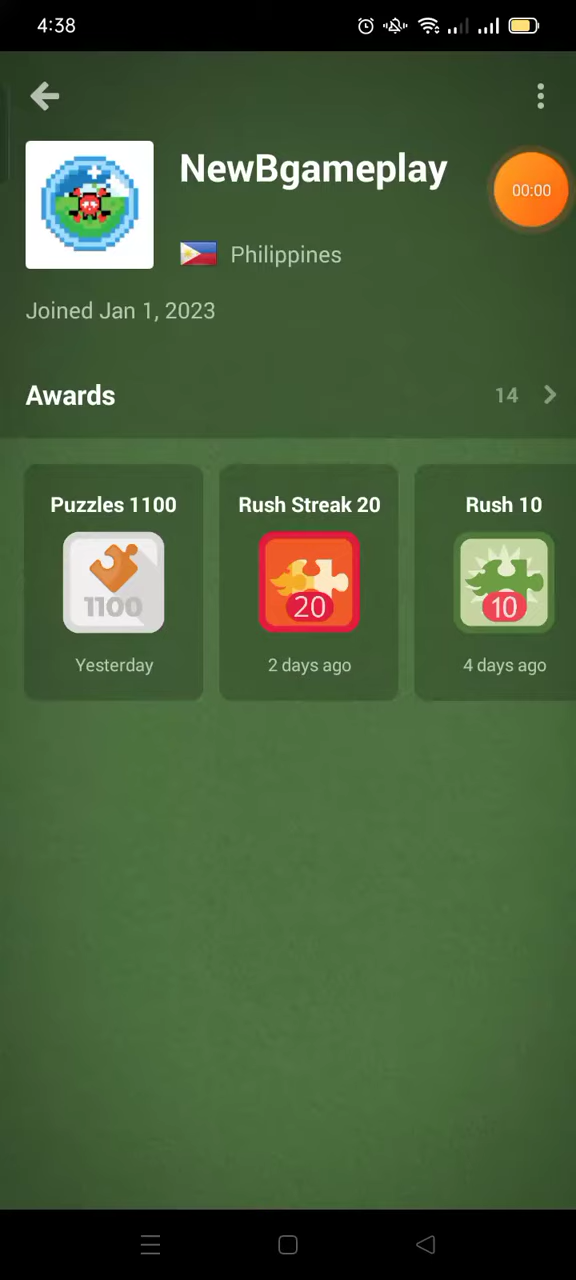 4:38
NewBgameplay
00:00
Philippines
Joined Jan 1, 2023
Awards 14
Puzzles 1100 Rush Streak 20 Rush 10
1100 20 10
Yesterday 2 days ago 4 days ago